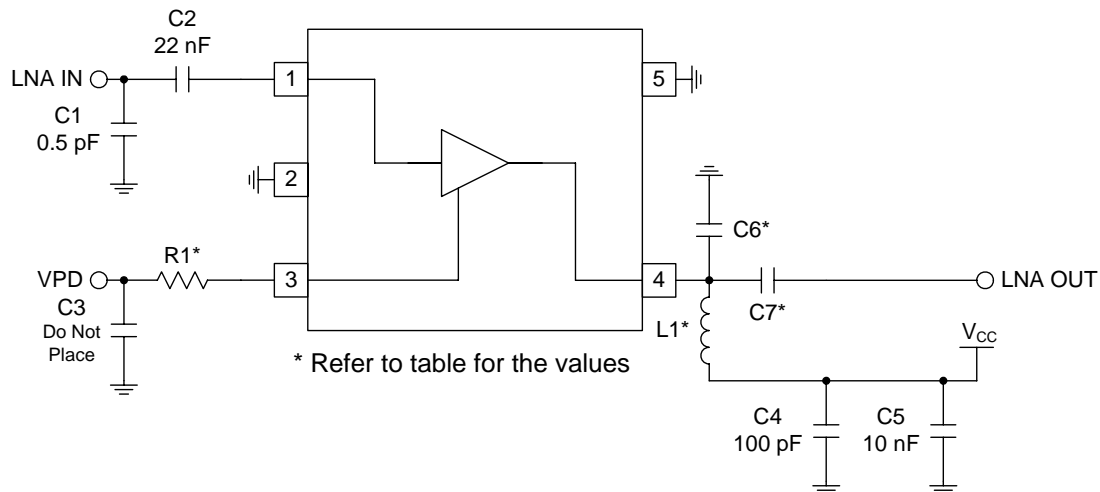 C2
22 nF
LNA IN
1
5
C1
0.5 pF
2
C6*
R1*
VPD
3
4
LNA OUT
C3
Do Not
Place
C7*
L1*
VCC
* Refer to table for the values
C4
100 pF
C5
10 nF